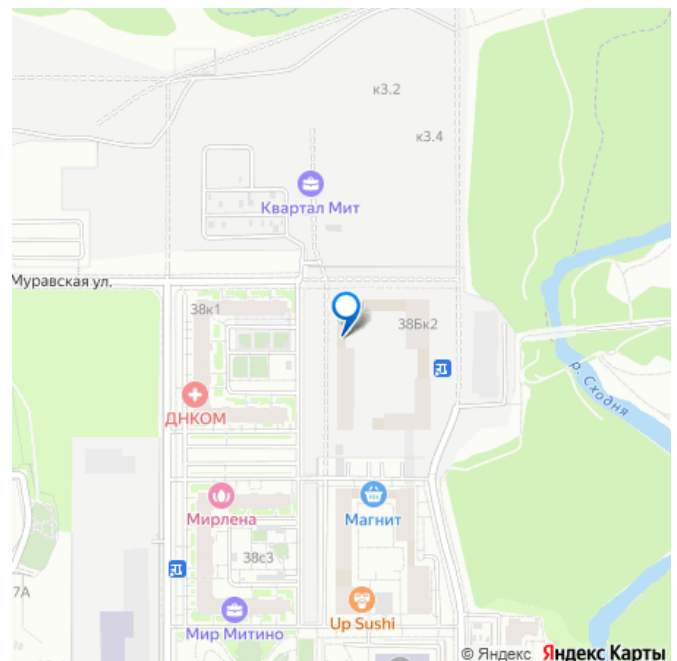 к3.2
к3.4
Квартал Мит
Муравская ул.
38к1
38Бк2
р. Сходня
ДНКОМ
Мирлена
Магнит
38с3
7А
Up Sushi
Мир Митино
© Яндекс Яндекс Карты